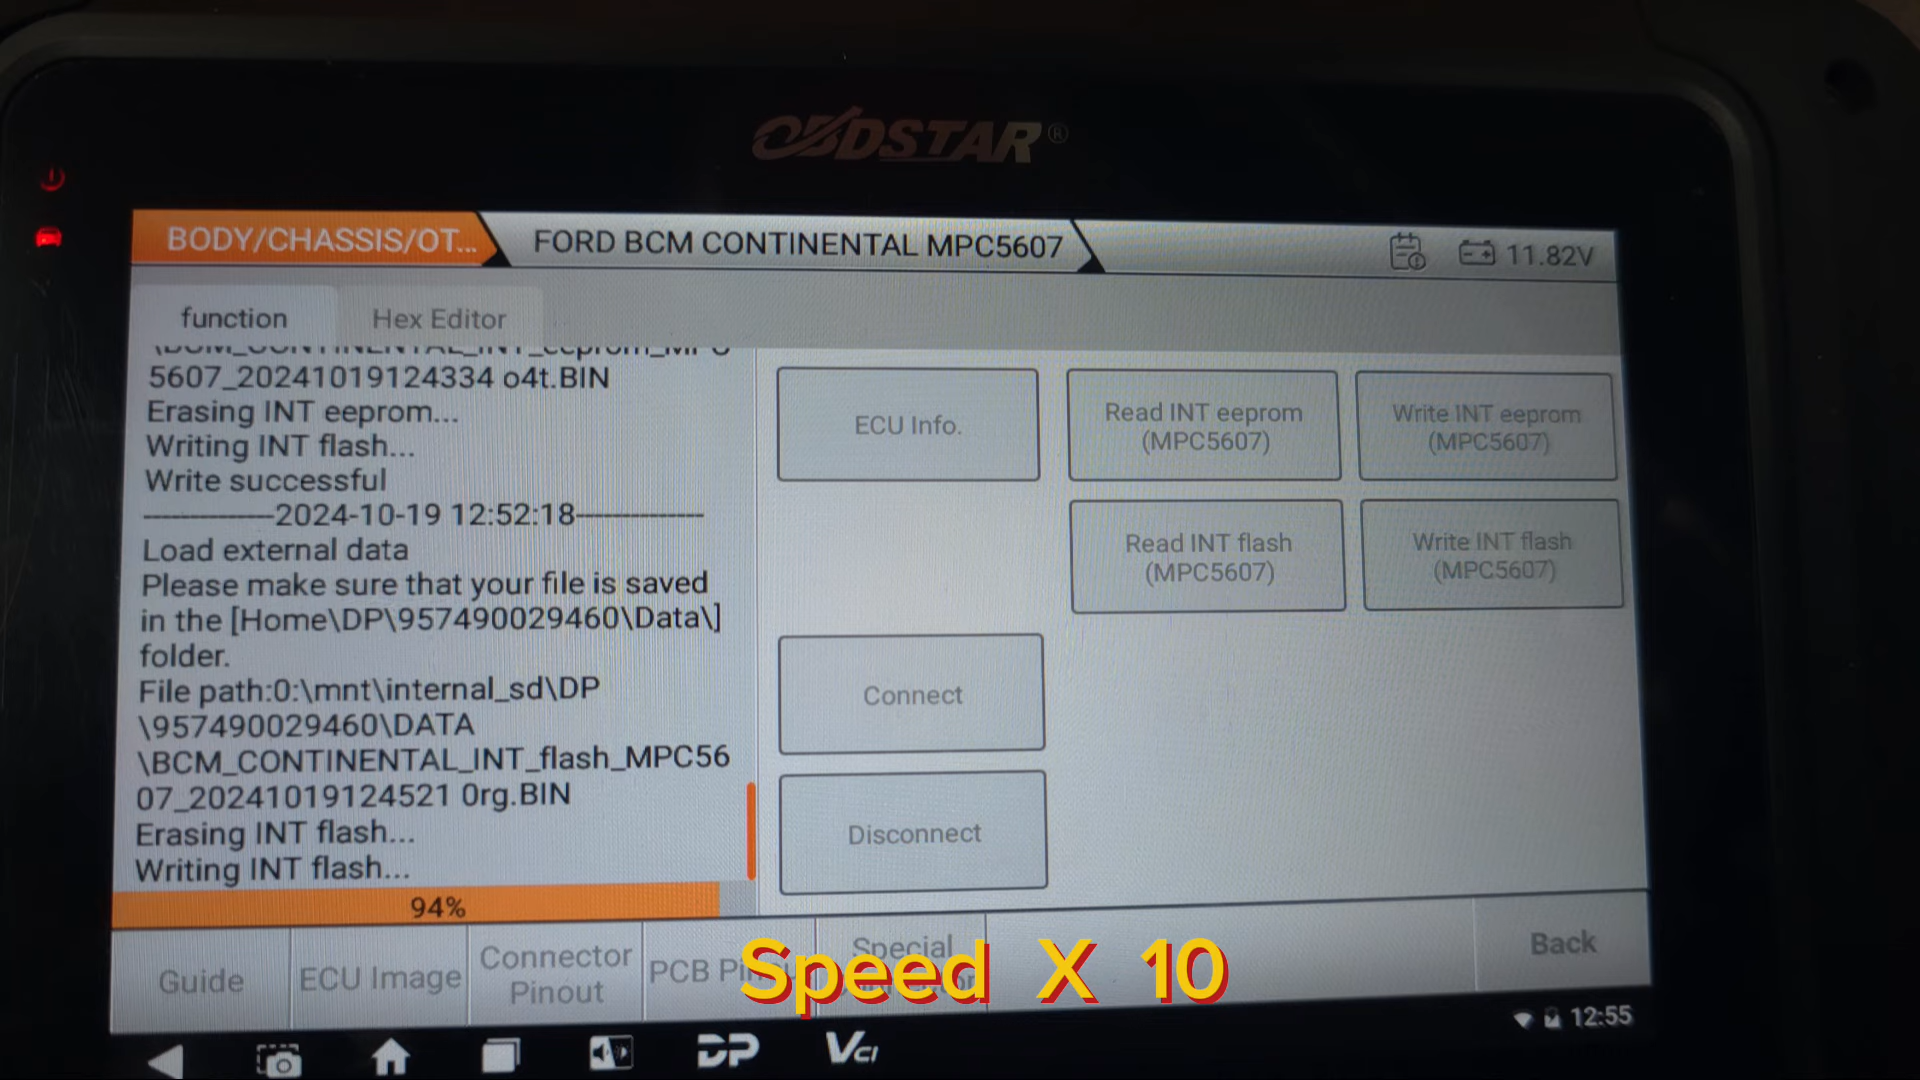 OBDSTAR®
BODY/CHASSIS/OT...
FORD BCM CONTINENTAL MPC5607
11.82V
function
Hex Editor
\BCM_CONTINENTAL_INT_eeprom_MPC
5607_20241019124334 o4t.BIN
Erasing INT eeprom...
Writing INT flash...
Write successful
----------2024-10-19 12:52:18----------
Load external data
Please make sure that your file is saved
in the [Home\DP\957490029460\Data\]
folder.
File path:0:\mnt\internal_sd\DP
\957490029460\DATA
\BCM_CONTINENTAL_INT_flash_MPC56
07_20241019124521 0rg.BIN
Erasing INT flash...
Writing INT flash...
94%
ECU Info.
Read INT eeprom
(MPC5607)
Write INT eeprom
(MPC5607)
Read INT flash
(MPC5607)
Write INT flash
(MPC5607)
Connect
Disconnect
Guide
ECU Image
Connector
Pinout
PCB
Special
Back
Speed X 10
12:55
DP
VCI